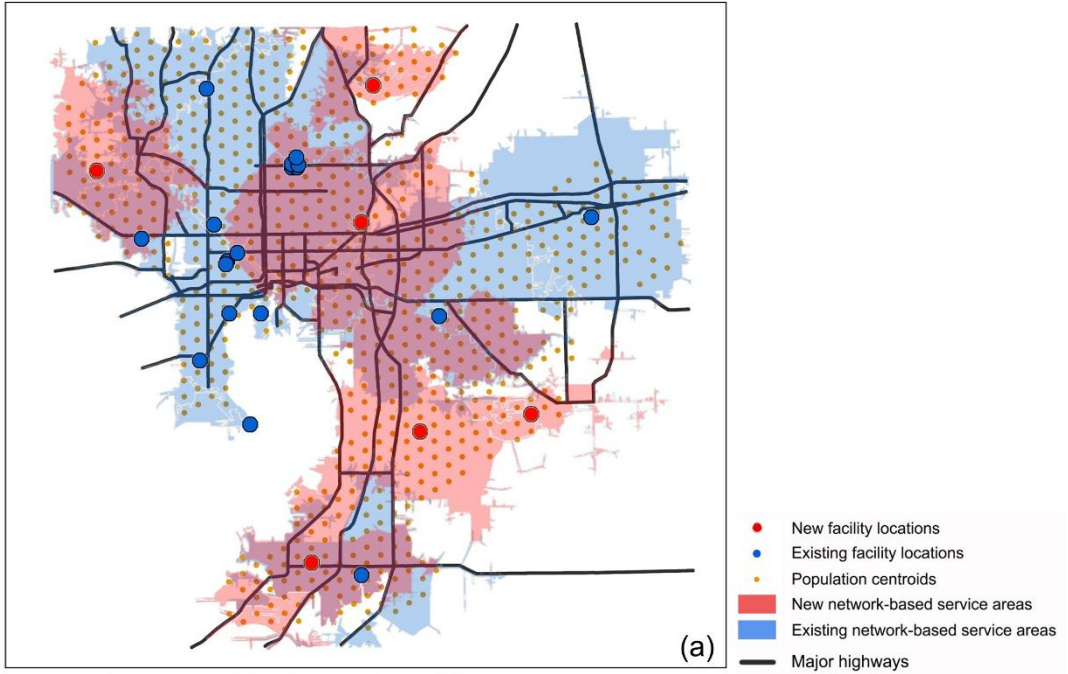 (a)
New facility locations
Existing facility locations
Population centroids
New network-based service areas
Existing network-based service areas
Major highways